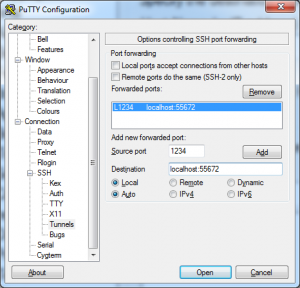 PuTTY Configuration
Category:
Bell
Features
Window
Appearance
Behaviour
Translation
Selection
Colours
Connection
Data
Proxy
Telnet
Rlogin
SSH
Kex
Auth
TTY
X11
Tunnels
Bugs
Serial
Cygterm
Options controlling SSH port forwarding
Port forwarding
Local ports accept connections from other hosts
Remote ports do the same (SSH-2 only)
Forwarded ports:
Remove
L1234 localhost:55672
Add new forwarded port:
Source port 1234 Add
Destination localhost:55672
Local Remote Dynamic
Auto IPv4 IPv6
About Open Cancel